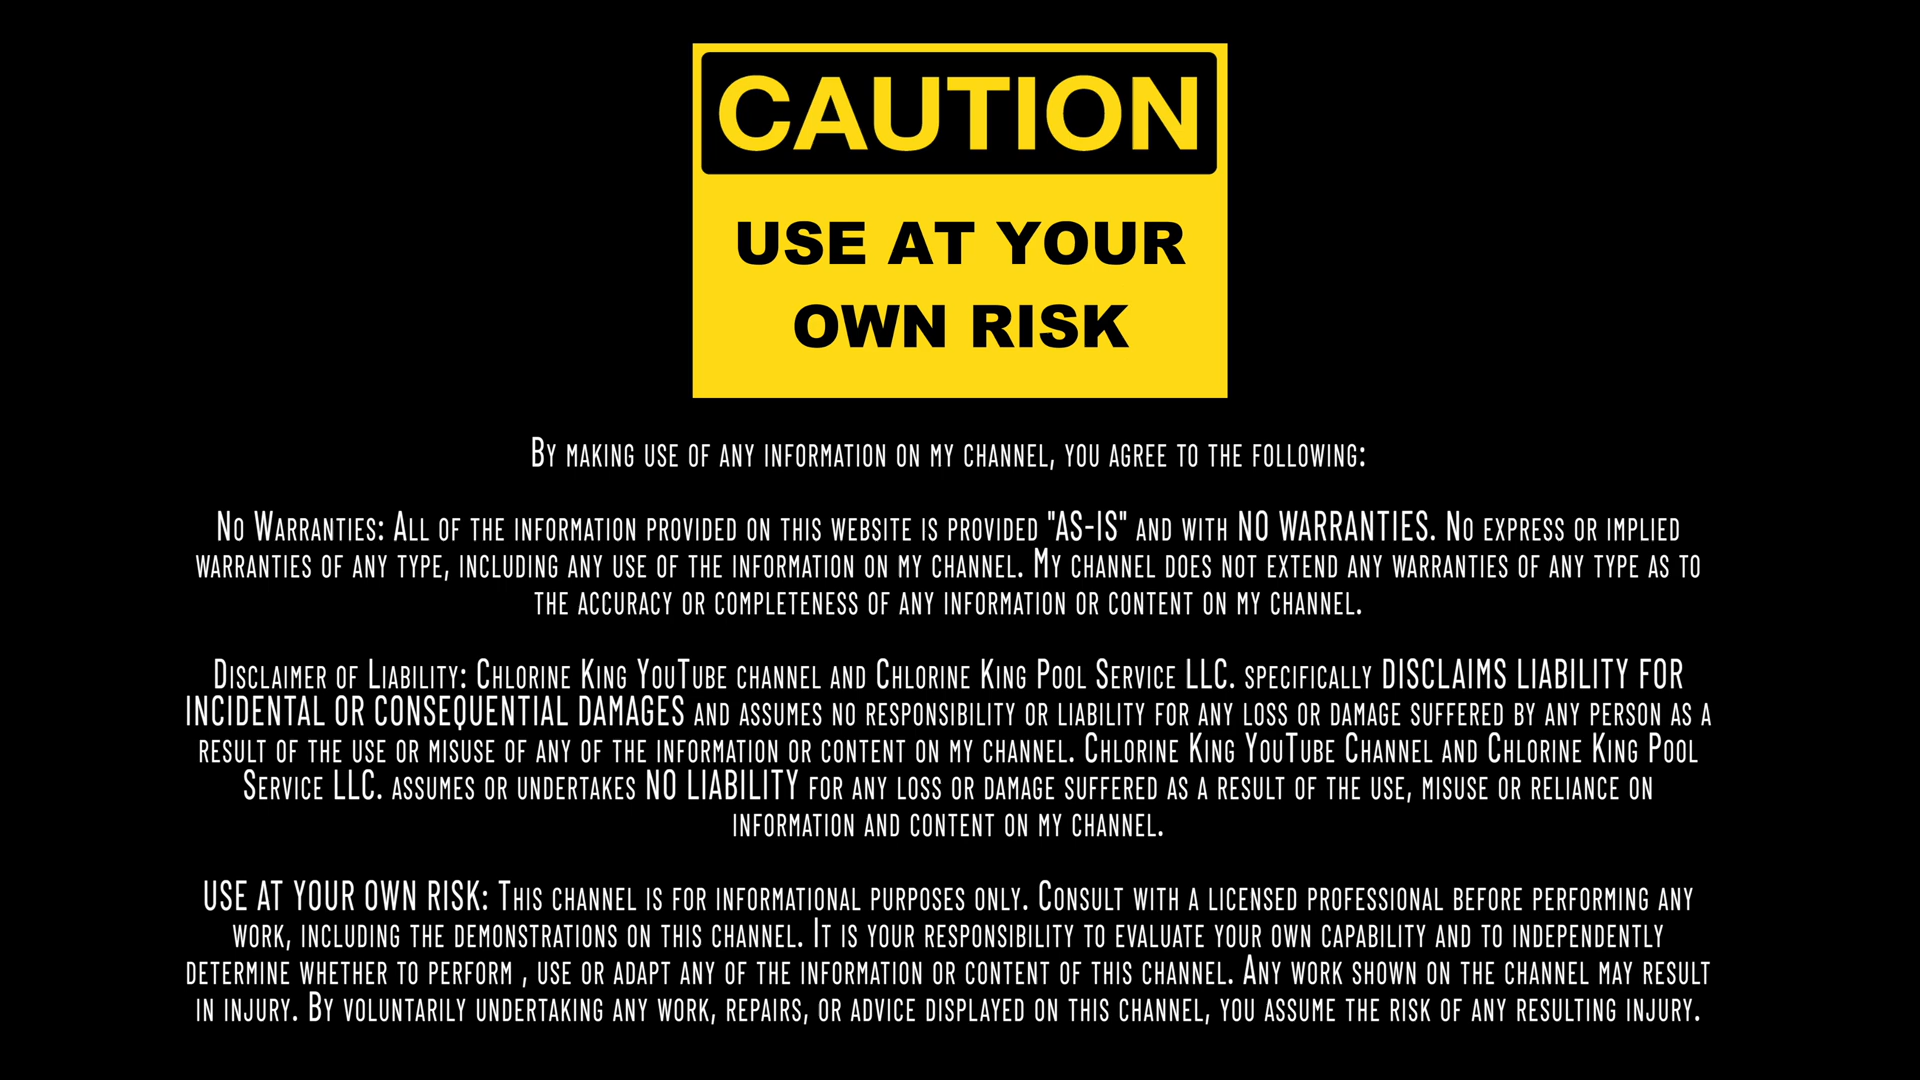 CAUTION
USE AT YOUR
OWN RISK
By making use of any information on my channel, you agree to the following:
No Warranties: All of the information provided on this website is provided "AS-IS" and with NO WARRANTIES. No express or implied
warranties of any type, including any use of the information on my channel. My channel does not extend any warranties of any type as to
the accuracy or completeness of any information or content on my channel.
Disclaimer of Liability: Chlorine King YouTube channel and Chlorine King Pool Service LLC. specifically DISCLAIMS LIABILITY FOR
INCIDENTAL OR CONSEQUENTIAL DAMAGES and assumes no responsibility or liability for any loss or damage suffered by any person as a
result of the use or misuse of any of the information or content on my channel. Chlorine King YouTube Channel and Chlorine King Pool
Service LLC. assumes or undertakes NO LIABILITY for any loss or damage suffered as a result of the use, misuse or reliance on
information and content on my channel.
USE AT YOUR OWN RISK: This channel is for informational purposes only. Consult with a licensed professional before performing any
work, including the demonstrations on this channel. It is your responsibility to evaluate your own capability and to independently
determine whether to perform , use or adapt any of the information or content of this channel. Any work shown on the channel may result
in injury. By voluntarily undertaking any work, repairs, or advice displayed on this channel, you assume the risk of any resulting injury.